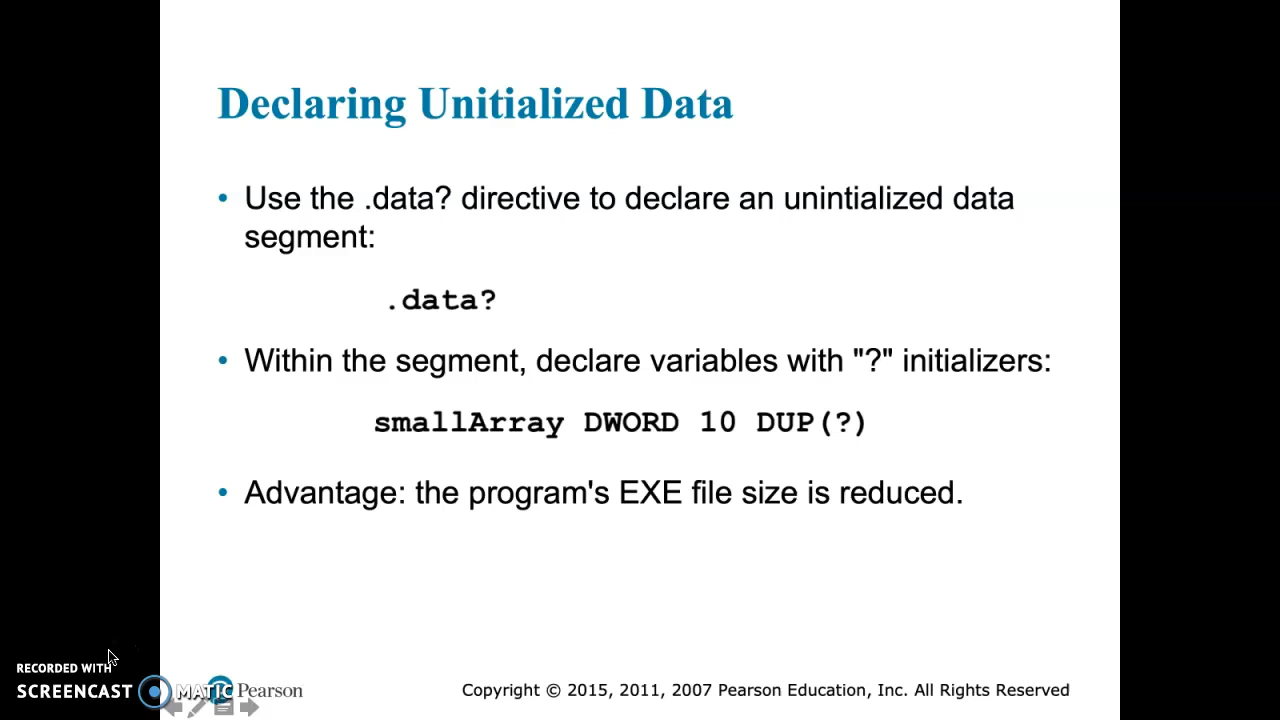 Declaring Unitialized Data
• Use the .data? directive to declare an unintialized data
segment:
.data?
• Within the segment, declare variables with "?" initializers:
smallArray DWORD 10 DUP(?)
• Advantage: the program's EXE file size is reduced.
RECORDED WITH
SCREENCAST MATIC
Pearson
Copyright © 2015, 2011, 2007 Pearson Education, Inc. All Rights Reserved